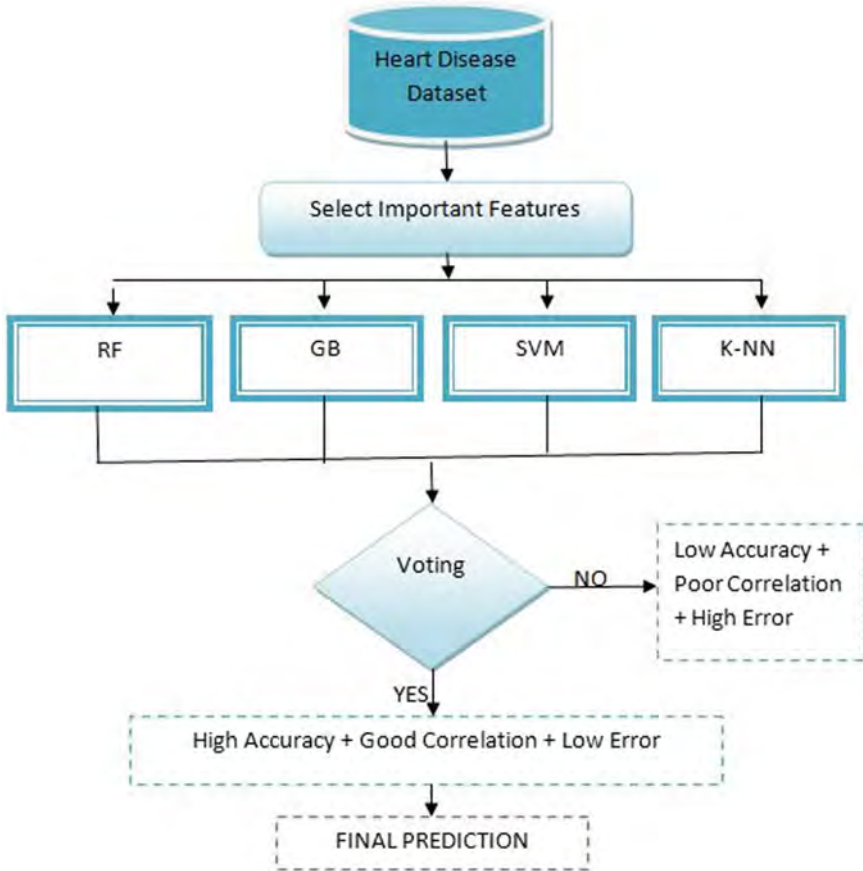 Heart Disease
Dataset
Select Important Features
RF
GB
SVM
K-NN
Voting
NO
Low Accuracy +
Poor Correlation
+ High Error
YES
High Accuracy + Good Correlation + Low Error
FINAL PREDICTION